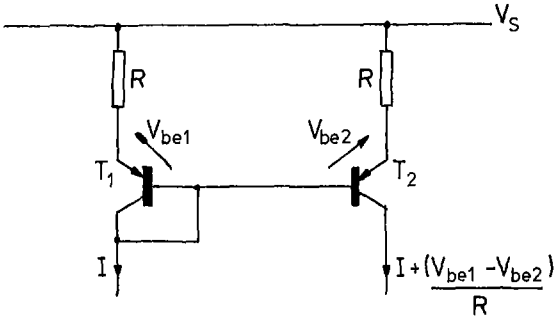 V_S
R
R
V_be1
V_be2
T_1
T_2
I
I + (V_be1 - V_be2)
R